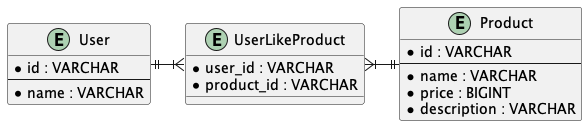 E User
* id : VARCHAR
* name : VARCHAR
E UserLikeProduct
* user_id : VARCHAR
* product_id : VARCHAR
E Product
* id : VARCHAR
* name : VARCHAR
* price : BIGINT
* description : VARCHAR